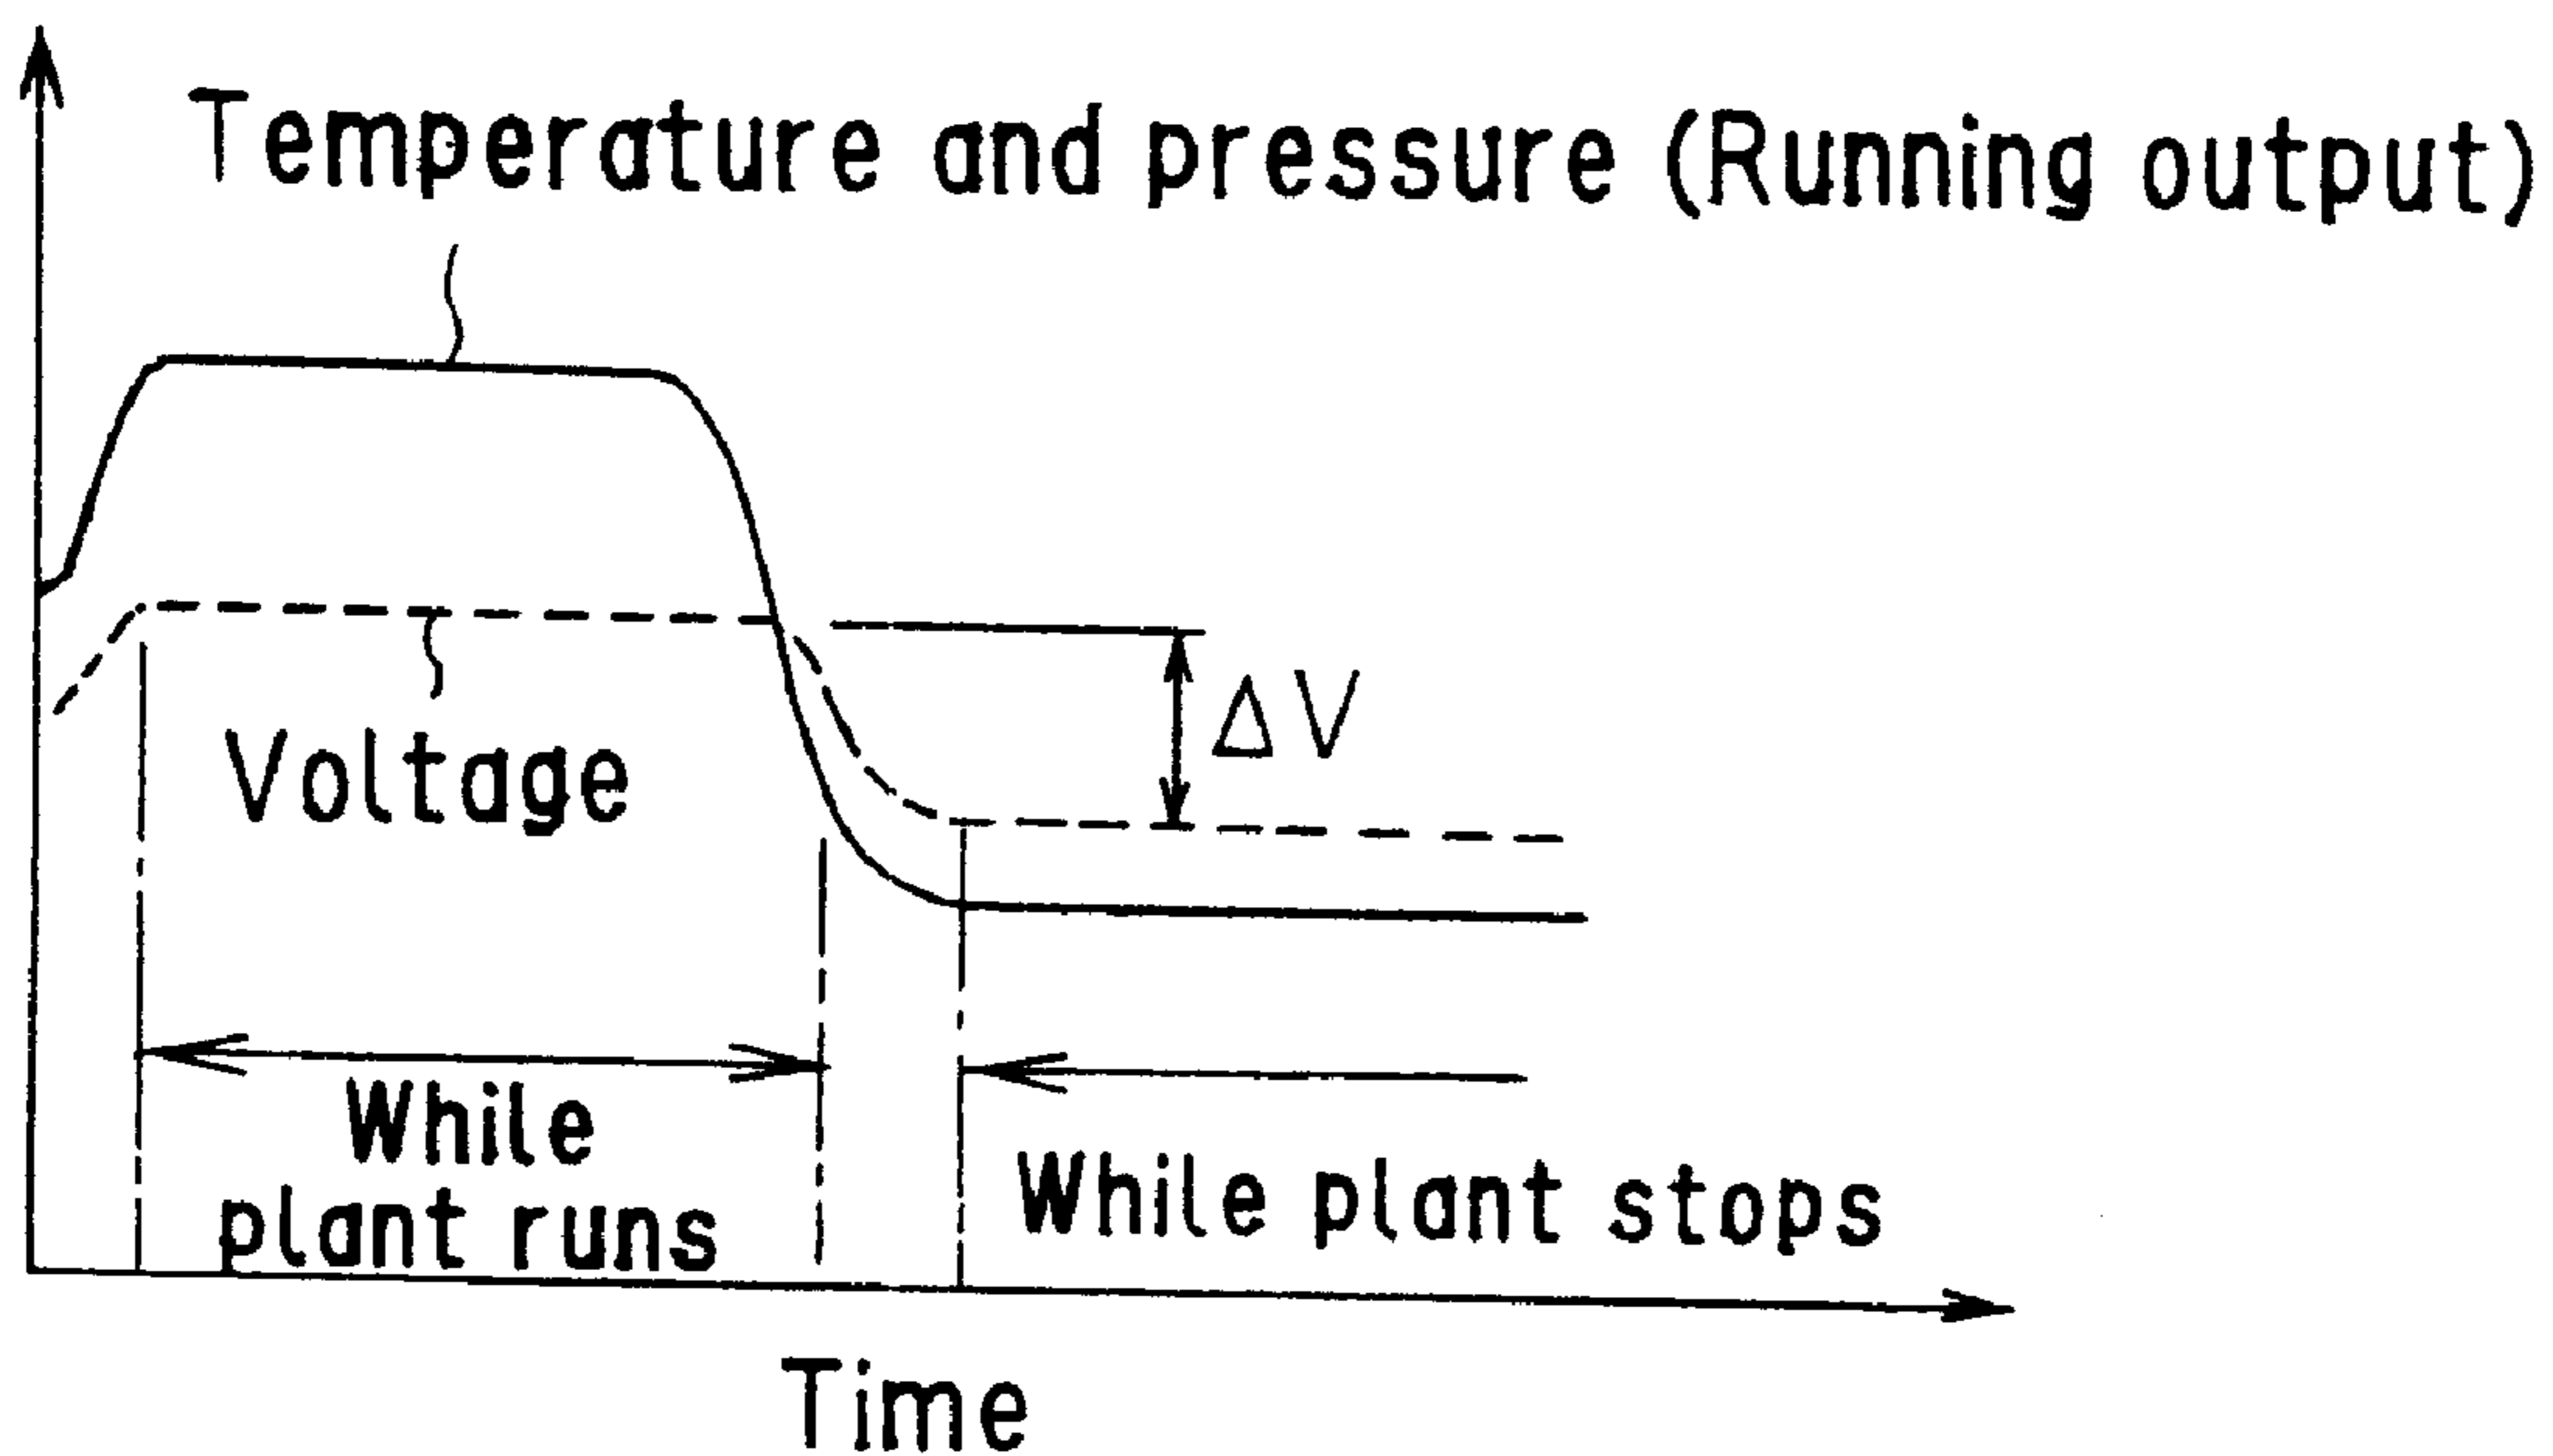 Temperature and pressure (Running output)
ΔV
Voltage
While
plant runs
While plant stops
Time